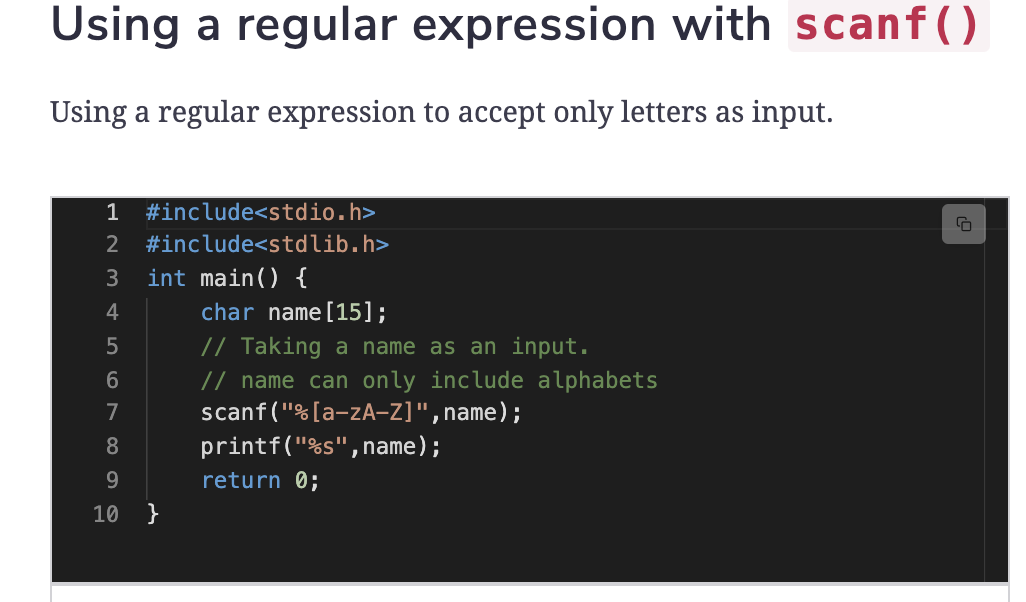 Using a regular expression with scanf()
Using a regular expression to accept only letters as input.
1 #include<stdio.h>
2 #include<stdlib.h>
3 int main() {
4     char name[15];
5     // Taking a name as an input.
6     // name can only include alphabets
7     scanf("%[a-zA-Z]",name);
8     printf("%s",name);
9     return 0;
10 }